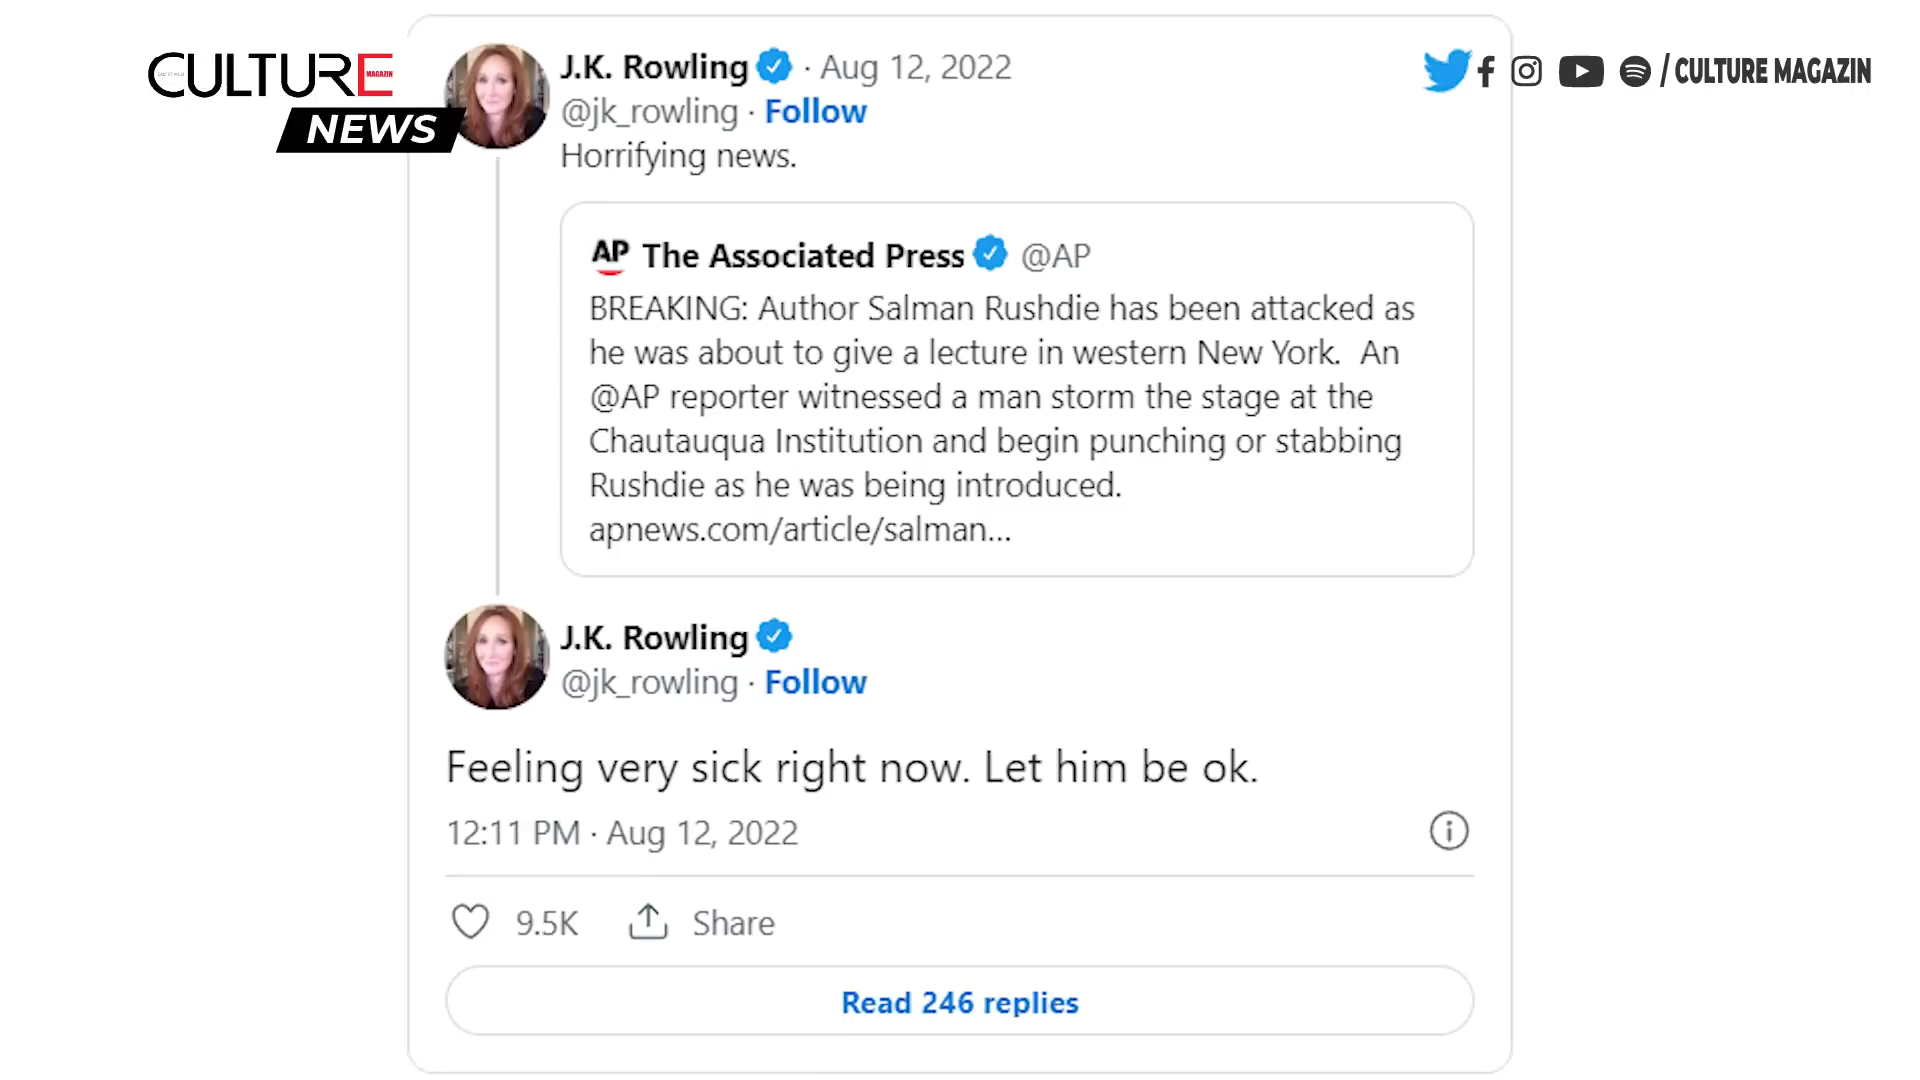 CULTURE
MAGAZIN
NEWS
J.K. Rowling · Aug 12, 2022
@jk_rowling · Follow
Horrifying news.
/ CULTURE MAGAZIN
AP The Associated Press @AP
BREAKING: Author Salman Rushdie has been attacked as
he was about to give a lecture in western New York. An
@AP reporter witnessed a man storm the stage at the
Chautauqua Institution and begin punching or stabbing
Rushdie as he was being introduced.
apnews.com/article/salman...
J.K. Rowling
@jk_rowling · Follow
Feeling very sick right now. Let him be ok.
12:11 PM · Aug 12, 2022
9.5K Share
Read 246 replies